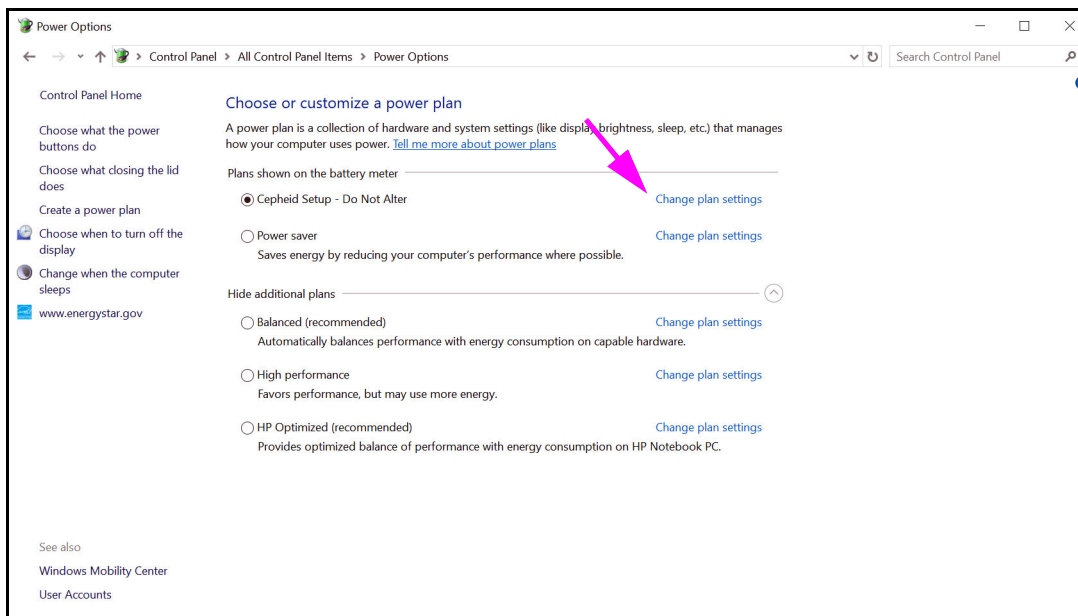 Power Options
Control Panel > All Control Panel Items > Power Options
Search Control Panel
Control Panel Home
Choose what the power
buttons do
Choose what closing the lid
does
Create a power plan
Choose when to turn off the
display
Change when the computer
sleeps
www.energystar.gov
Choose or customize a power plan
A power plan is a collection of hardware and system settings (like display brightness, sleep, etc.) that manages
how your computer uses power. Tell me more about power plans
Plans shown on the battery meter
Cepheid Setup - Do Not Alter Change plan settings
Power saver Change plan settings
Saves energy by reducing your computer's performance where possible.
Hide additional plans
Balanced (recommended) Change plan settings
Automatically balances performance with energy consumption on capable hardware.
High performance Change plan settings
Favors performance, but may use more energy.
HP Optimized (recommended) Change plan settings
Provides optimized balance of performance with energy consumption on HP Notebook PC.
See also
Windows Mobility Center
User Accounts